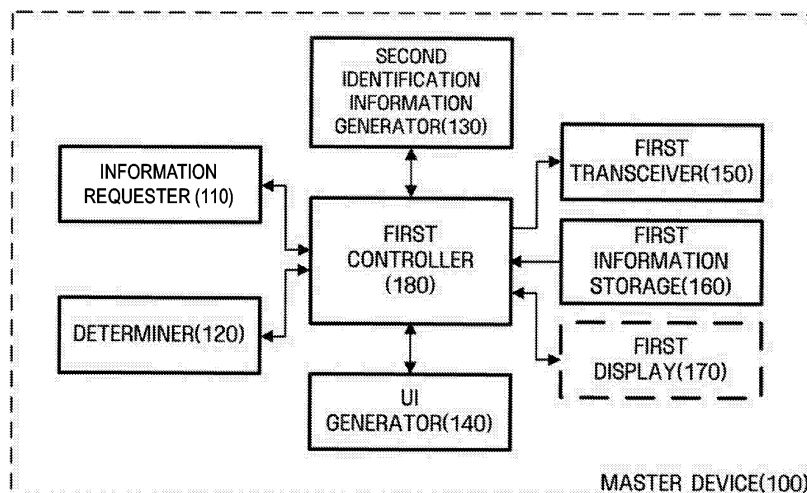 SECOND
IDENTIFICATION
INFORMATION
GENERATOR(130)
INFORMATION
REQUESTER (110)
FIRST
TRANSCEIVER(150)
FIRST
CONTROLLER
(180)
FIRST
INFORMATION
STORAGE(160)
DETERMINER(120)
FIRST
DISPLAY(170)
UI
GENERATOR(140)
MASTER DEVICE(100)